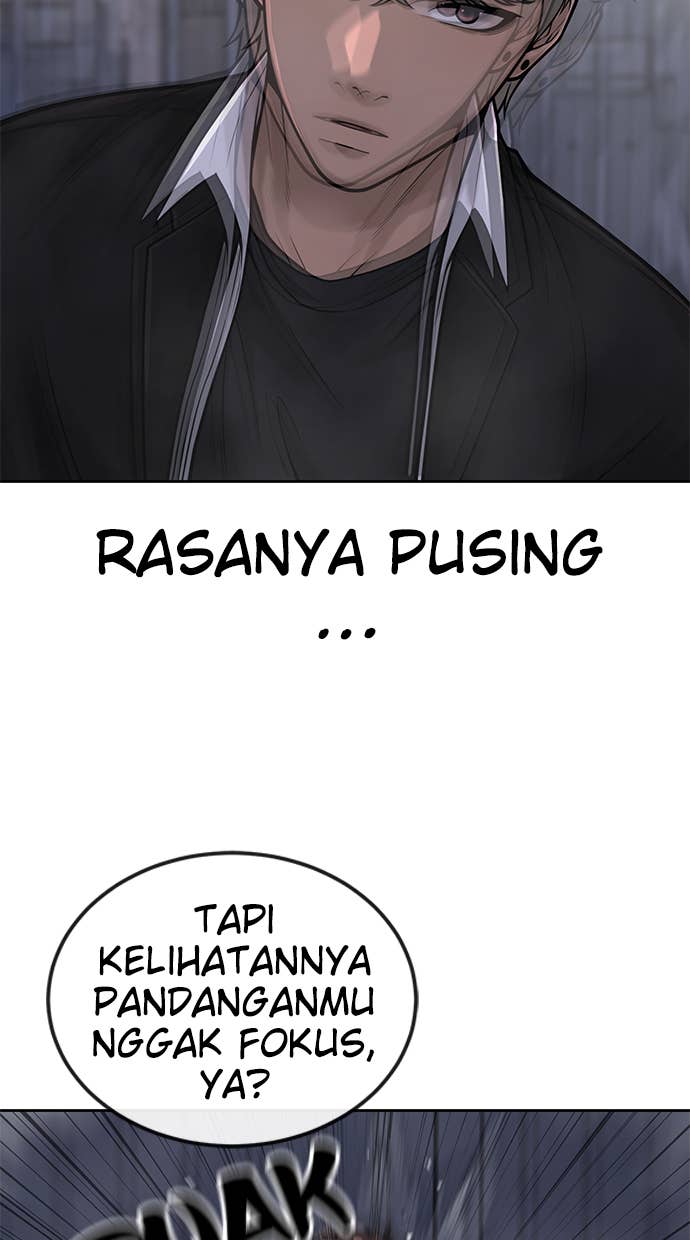 RASANYA PUSING
...
TAPI
KELIHATANNYA
PANDANGANMU
NGGAK FOKUS,
YA?